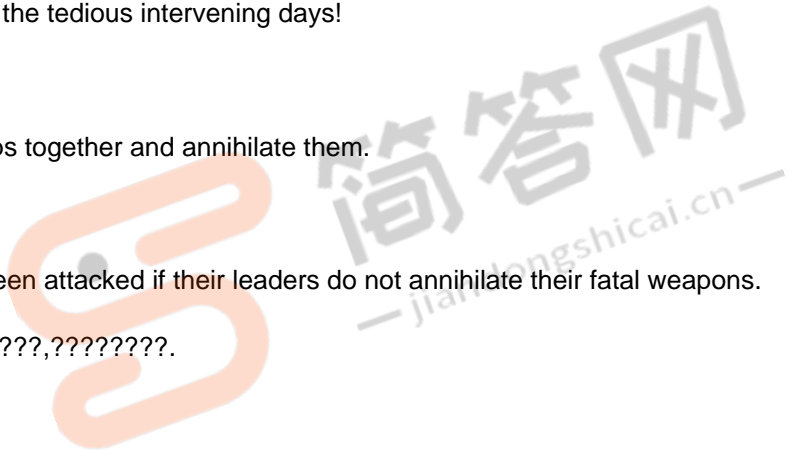 the tedious intervening days!
os together and annihilate them.
een attacked if their leaders do not annihilate their fatal weapons.
???,????????.
简答网
jiandongshicai.cn